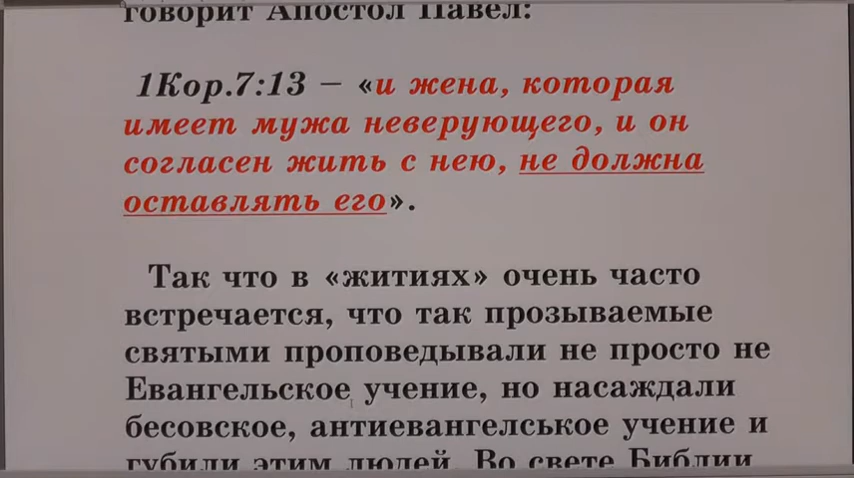 говорит Апостол Павел:
1Кор.7:13 – «и жена, которая
имеет мужа неверующего, и он
согласен жить с нею, не должна
оставлять его».
Так что в «житиях» очень часто
встречается, что так прозываемые
святыми проповедывали не просто не
Евангельское учение, но насаждали
бесовское, антиевангелськое учение и
губили этим людей. Во свете Библии